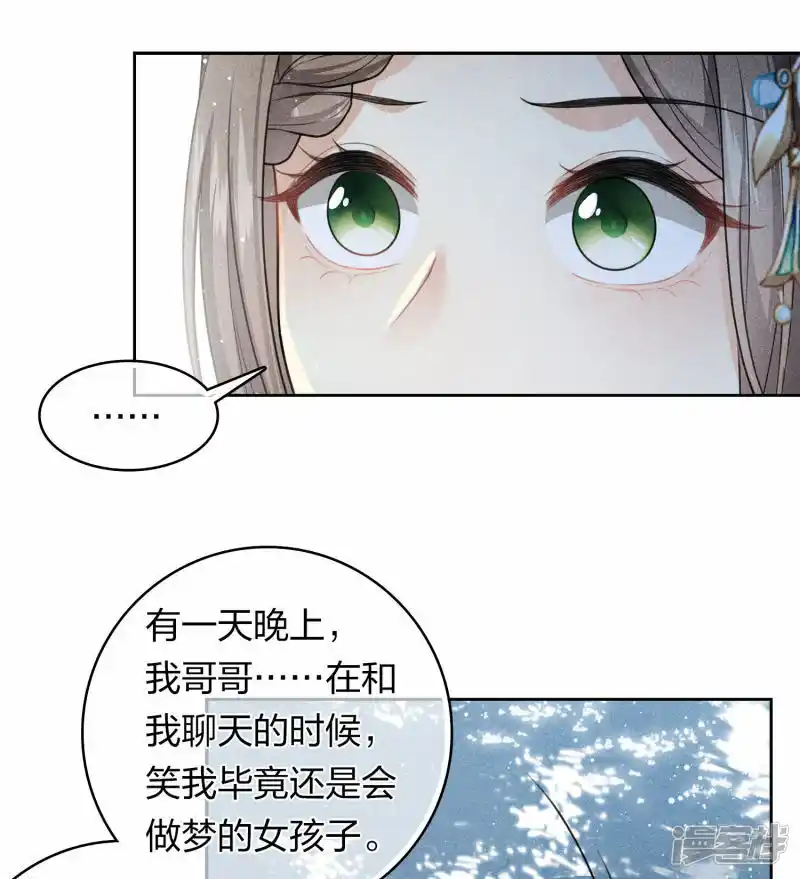 ……
有一天晚上，
我哥哥……在和
我聊天的时候，
笑我毕竟还是会
做梦的女孩子。
漫客栈